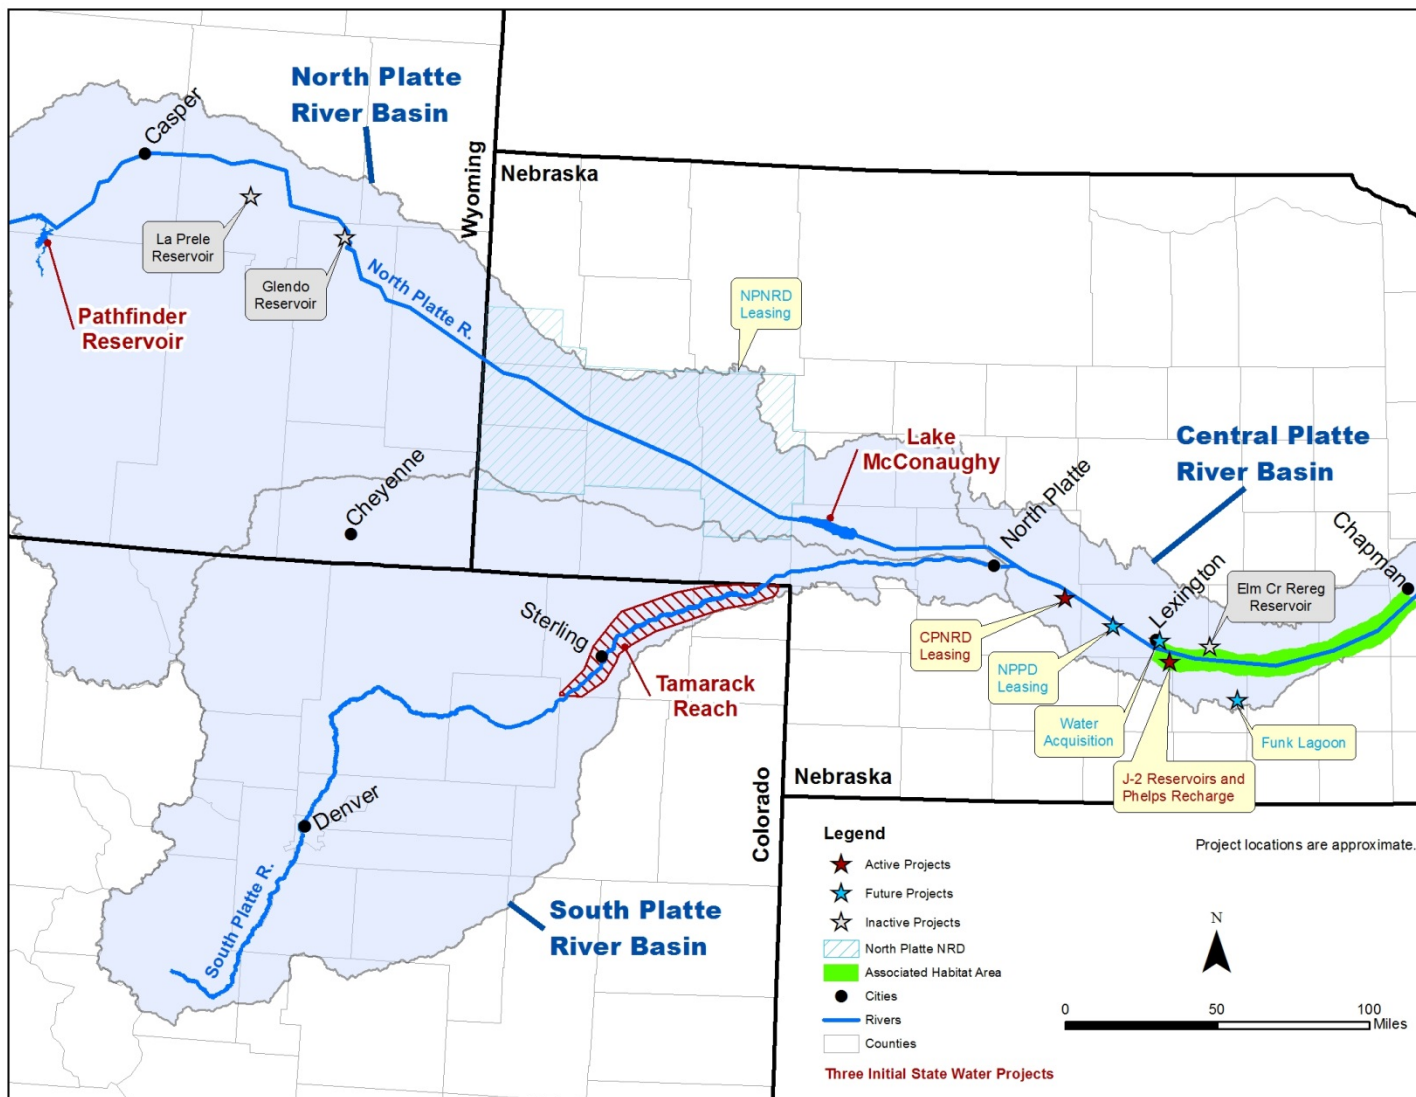 North Platte
River Basin
Casper
Wyoming
Nebraska
La Prele
Reservoir
Glendo
Reservoir
North Platte R.
NPNRD
Leasing
Pathfinder
Reservoir
Lake
McConaughy
Central Platte
River Basin
Cheyenne
North Platte
Chapman
Lexington
Elm Cr Rereg
Reservoir
Sterling
CPNRD
Leasing
NPPD
Leasing
Tamarack
Reach
Water
Acquisition
Funk Lagoon
J-2 Reservoirs and
Phelps Recharge
Nebraska
Colorado
Denver
South Platte R.
South Platte
River Basin
Legend
Active Projects
Future Projects
Inactive Projects
North Platte NRD
Associated Habitat Area
Cities
Rivers
Counties
Three Initial State Water Projects
Project locations are approximate.
N
0 50 100
Miles